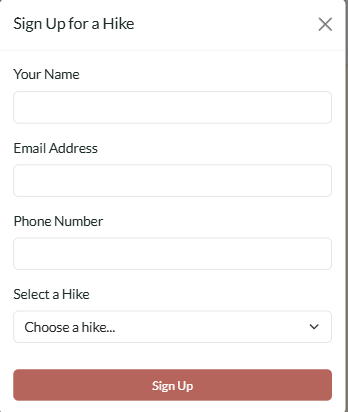 Sign Up for a Hike
Your Name
Email Address
Phone Number
Select a Hike
Choose a hike...
Sign Up